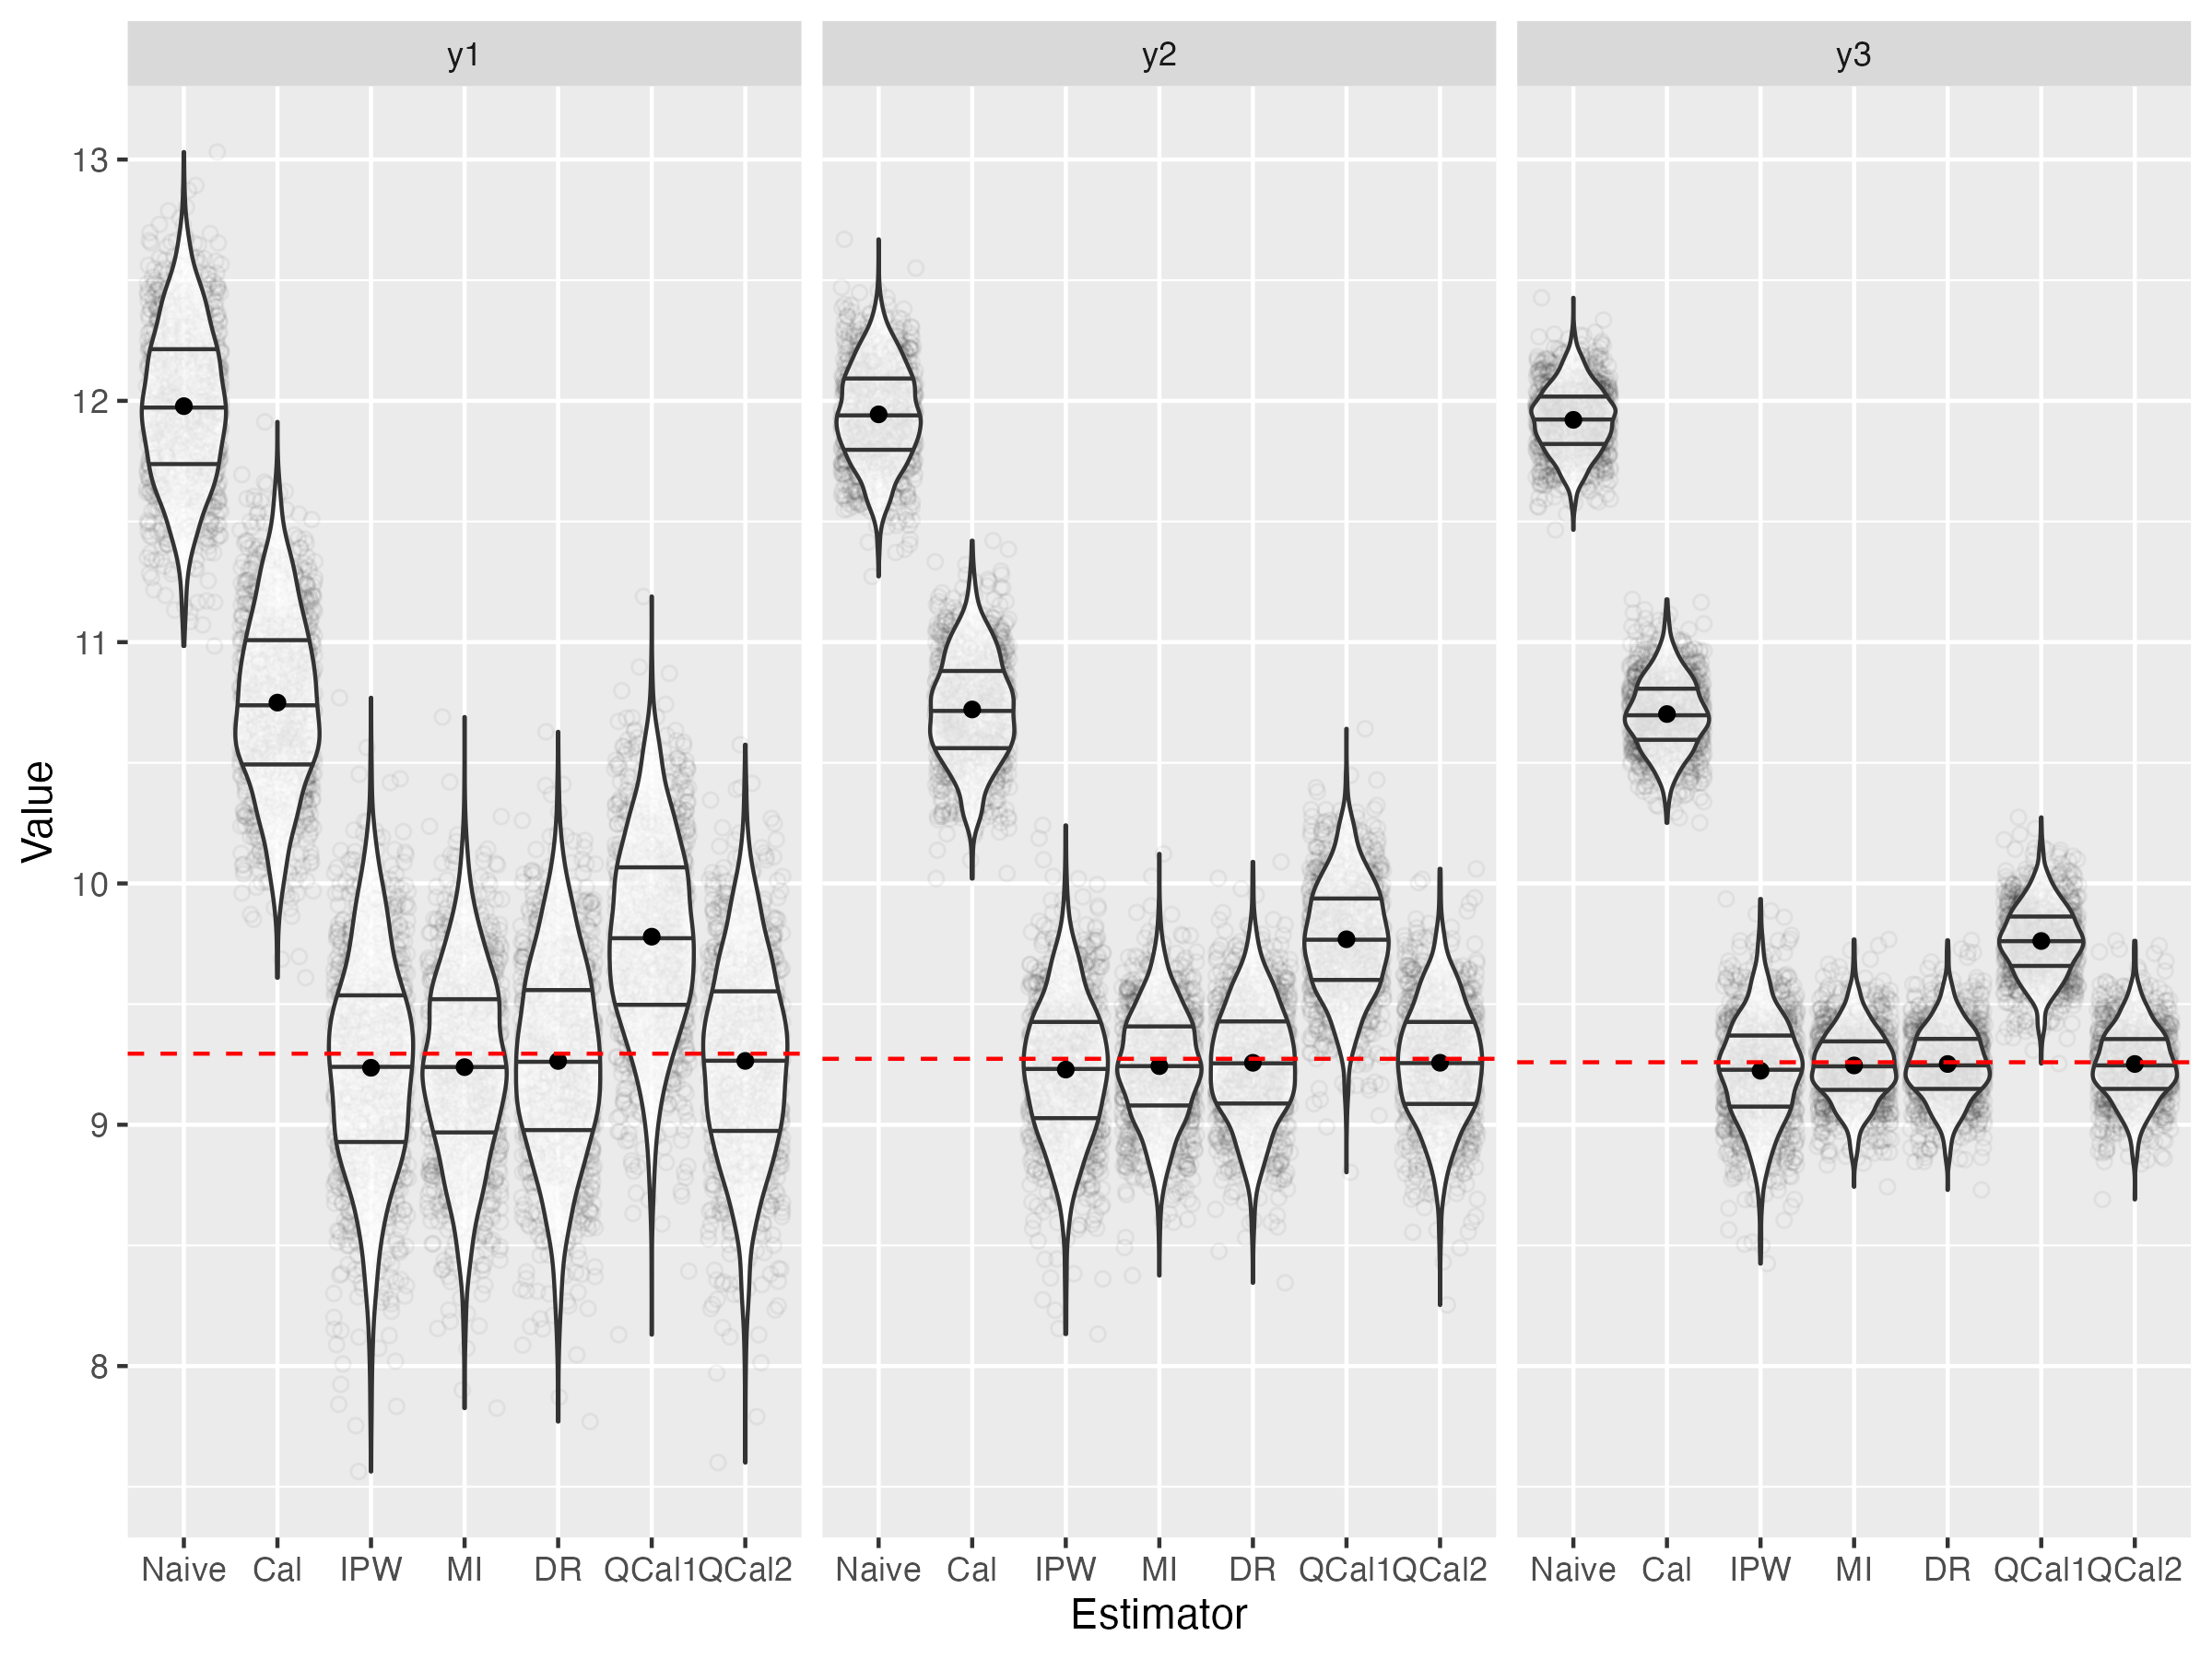 y1 y2 y3
Value
13
12
11
10
9
8
Naive Cal IPW MI DR QCal1 QCal2 Naive Cal IPW MI DR QCal1 QCal2 Naive Cal IPW MI DR QCal1 QCal2
Estimator